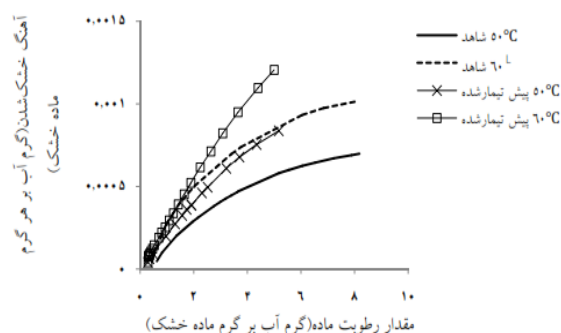 آهنگ خشک‌شدن(گرم آب بر هر گرم
ماده خشک)
۰,۰۰۱۵
۰,۰۰۱
۰,۰۰۰۵
۰
۰ ۲ ۴ ۶ ۸ ۱۰
مقدار رطوبت ماده(گرم آب بر گرم ماده خشک)
۵۰°C شاهد
۶۰ᴸ شاهد
۵۰°C پیش تیمارشده
۶۰°C پیش تیمارشده